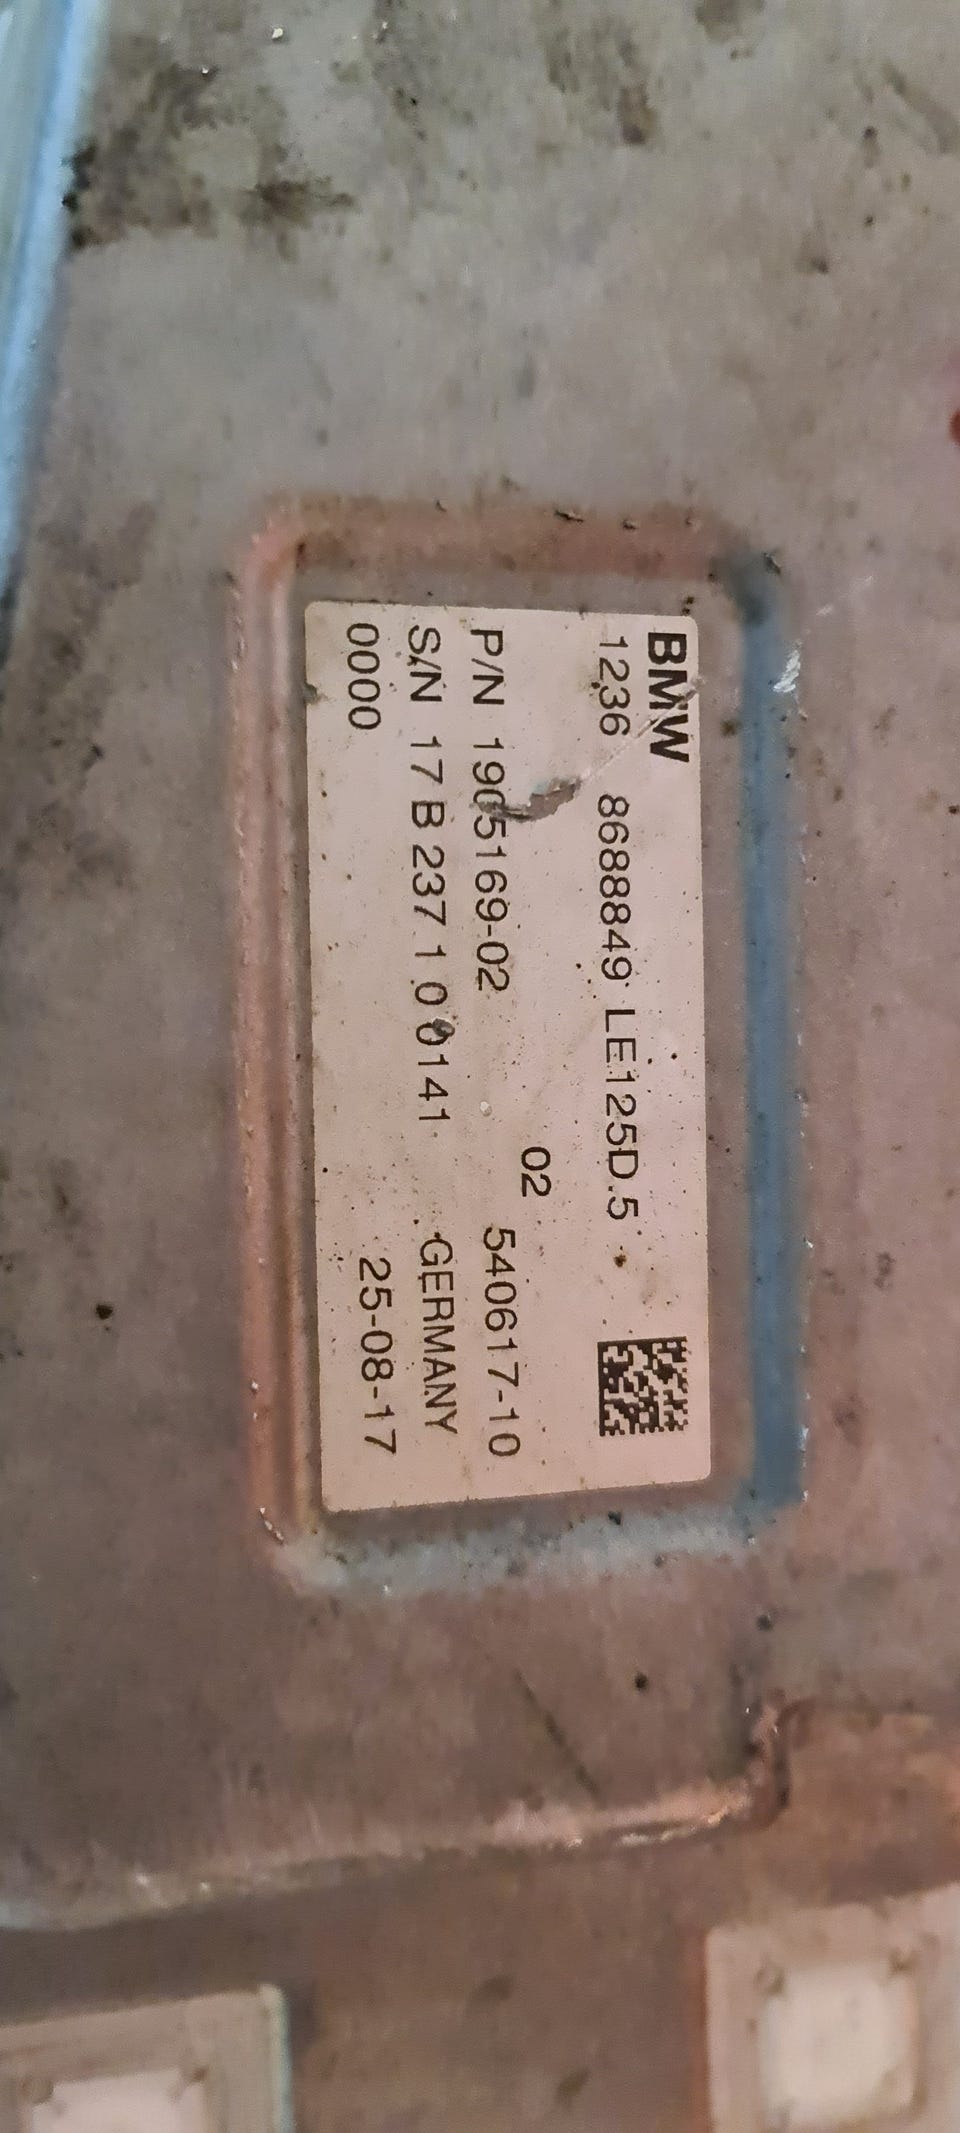 BMW
1236 8688849 LE125D.5
02
P/N 1905169-02 540617-10
S/N 17 B 237 1 0 0141 GERMANY
0000 25-08-17